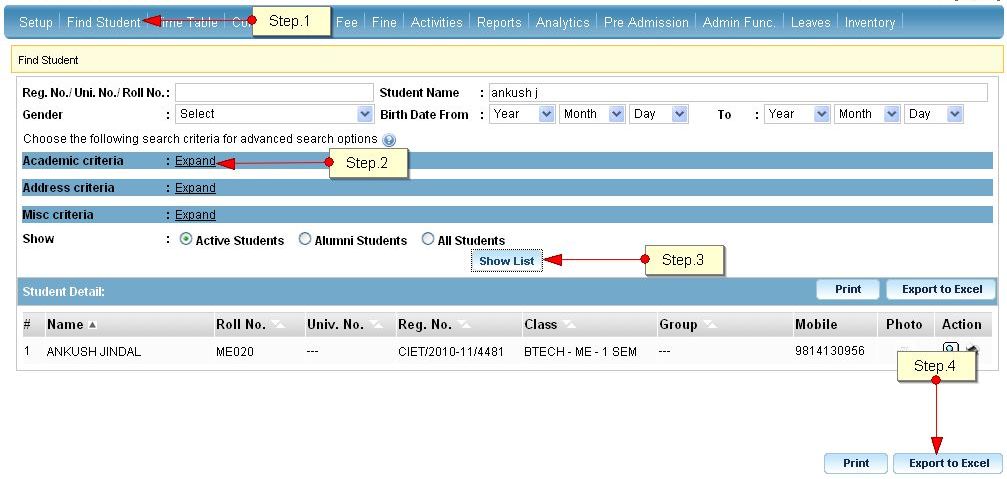 Setup Find Student Time Table Step.1 Fee Fine Activities Reports Analytics Pre Admission Admin Func. Leaves Inventory
Find Student
Reg. No./ Uni. No./ Roll No. : Student Name : ankush j
Gender : Select Birth Date From : Year Month Day To : Year Month Day
Choose the following search criteria for advanced search options ?
Academic criteria : Expand Step.2
Address criteria : Expand
Misc criteria : Expand
Show : Active Students Alumni Students All Students
Show List Step.3
Student Detail: Print Export to Excel
# Name Roll No. Univ. No. Reg. No. Class Group Mobile Photo Action
1 ANKUSH JINDAL ME020 --- CIET/2010-11/4481 BTECH - ME - 1 SEM --- 9814130956
Step.4
Print Export to Excel